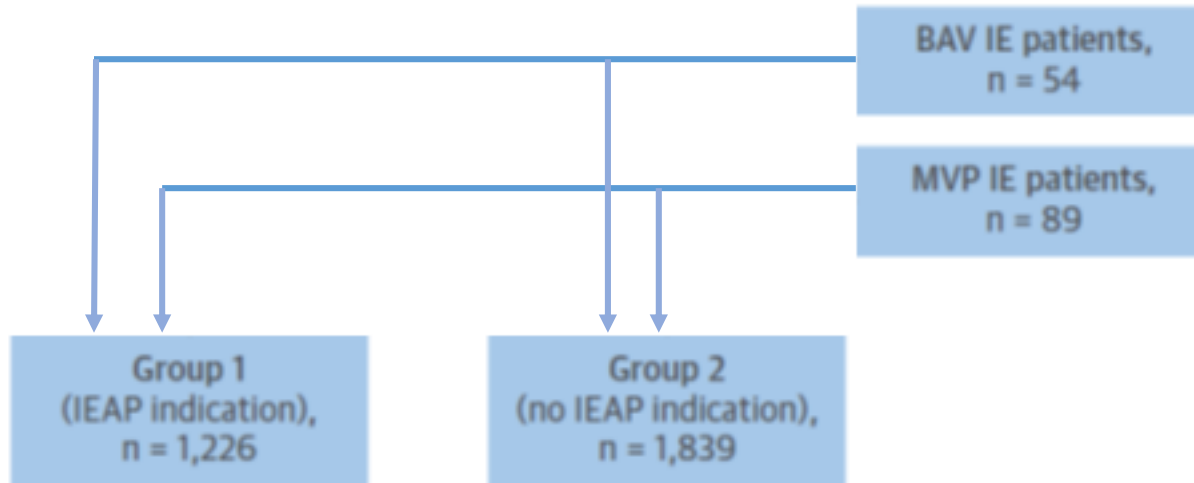 BAV IE patients,
n = 54
MVP IE patients,
n = 89
Group 1
(IEAP indication),
n = 1,226
Group 2
(no IEAP indication),
n = 1,839